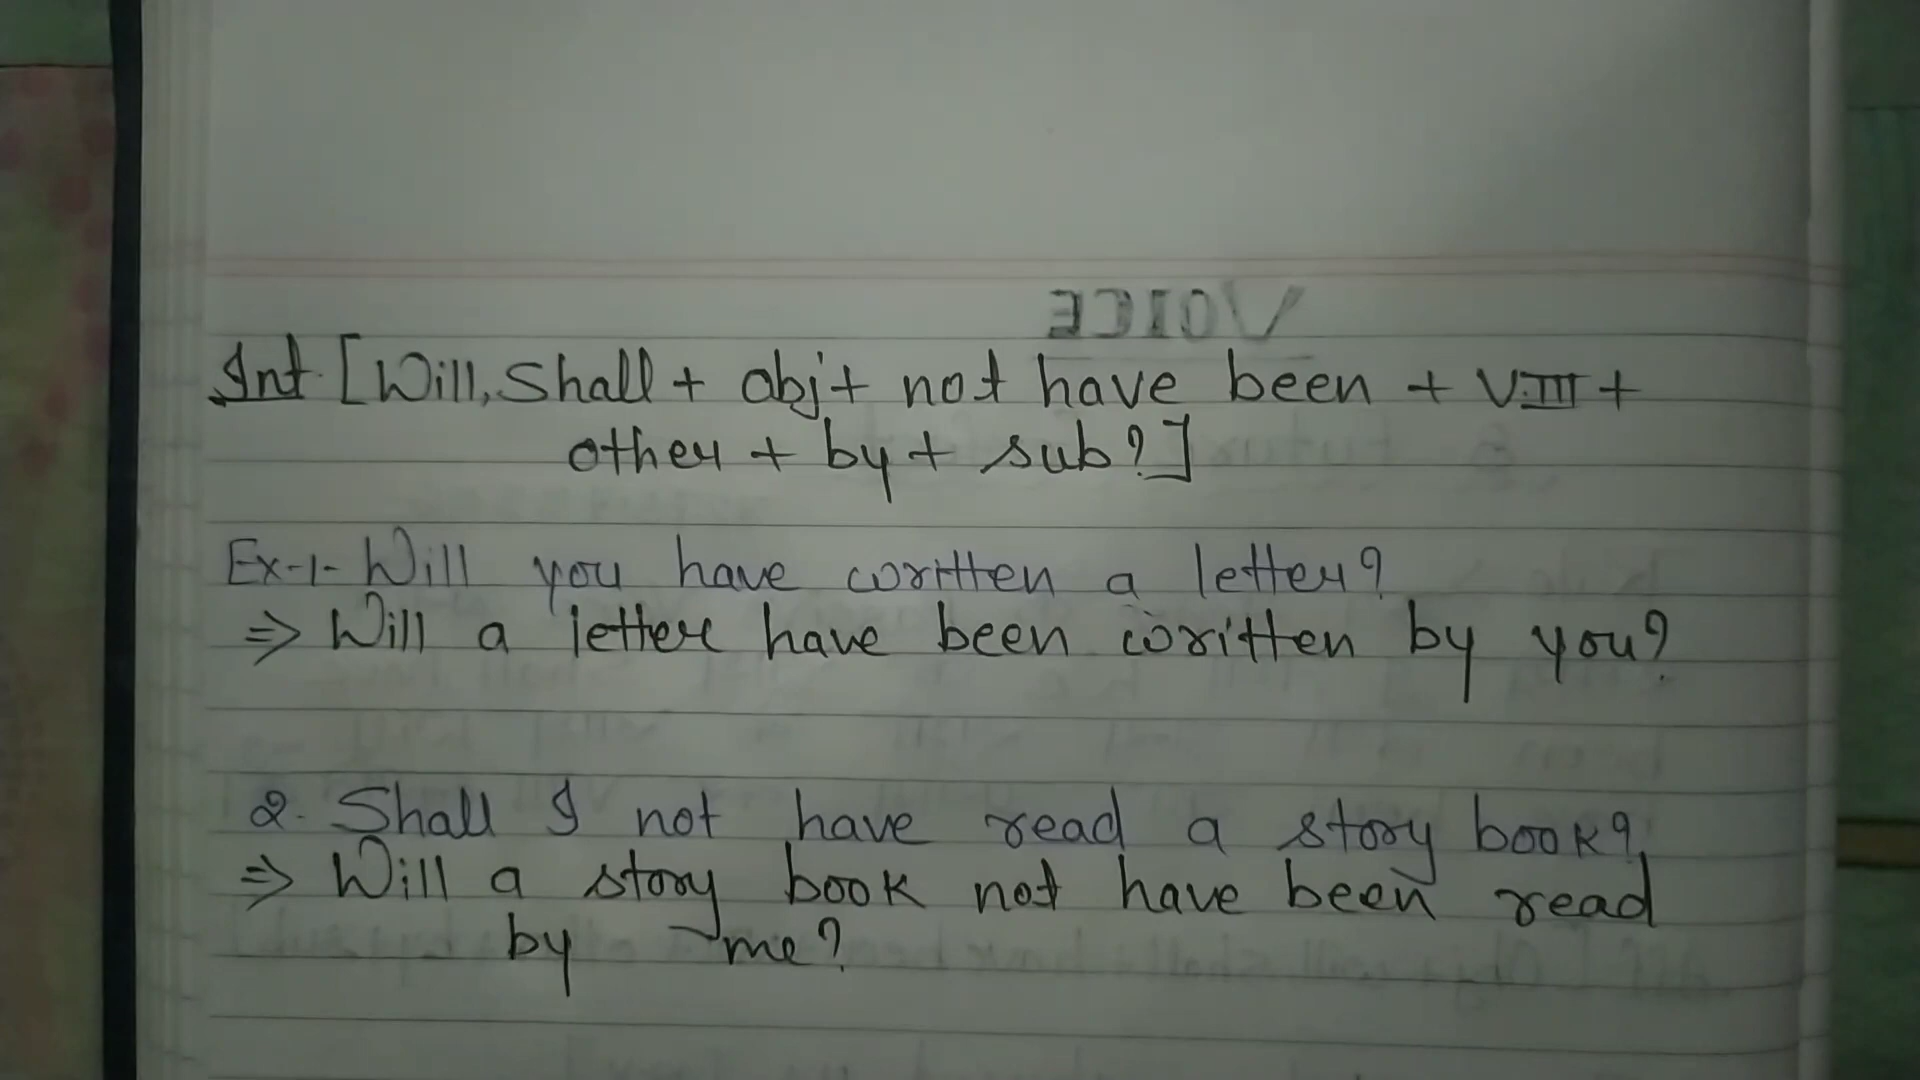 VOICE
Int [Will, Shall + obj + not have been + V.III +
other + by + sub?]
Ex-1- Will you have written a letter?
⇒ Will a letter have been written by you?
2. Shall I not have read a story book?
⇒ Will a story book not have been read
by me?